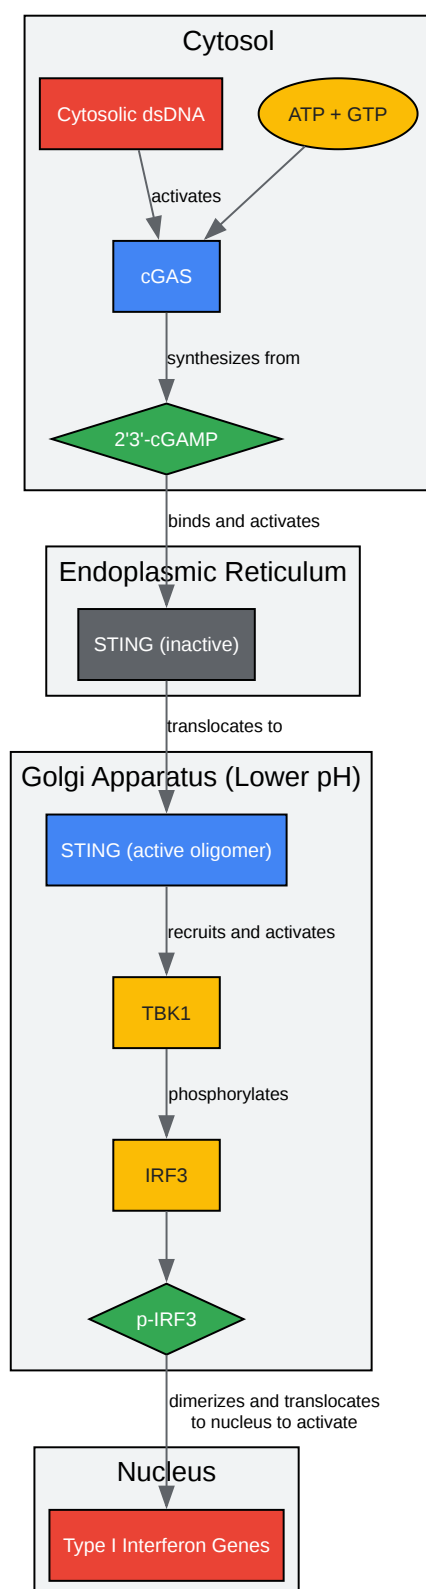 Cytosol
Cytosolic dsDNA
ATP + GTP
activates
cGAS
synthesizes from
2'3'-cGAMP
binds and activates
Endoplasmic Reticulum
STING (inactive)
translocates to
Golgi Apparatus (Lower pH)
STING (active oligomer)
recruits and activates
TBK1
phosphorylates
IRF3
p-IRF3
dimerizes and translocates
to nucleus to activate
Nucleus
Type I Interferon Genes